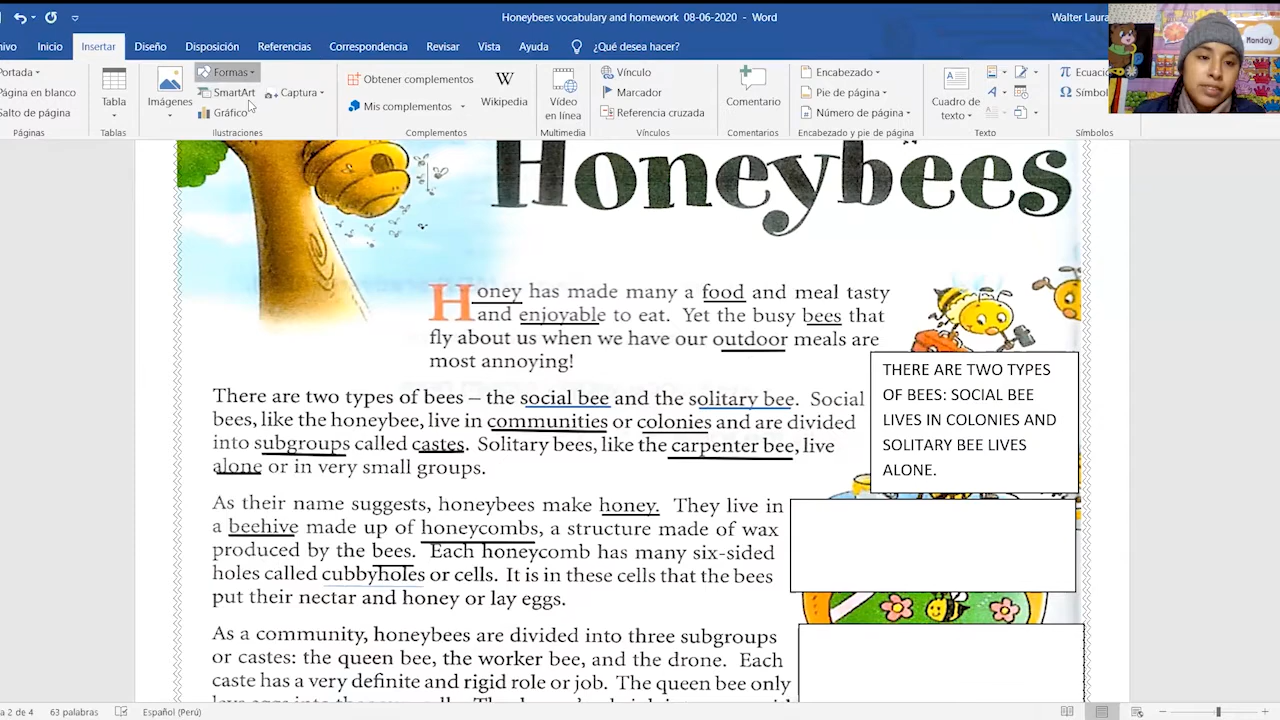 Honeybees vocabulary and homework 08-06-2020 - Word
Walter Laura
Inicio
Insertar
Diseño
Disposición
Referencias
Correspondencia
Revisar
Vista
Ayuda
¿Qué desea hacer?
Tabla
Imágenes
Formas
SmartArt
Gráfico
Captura
Obtener complementos
Mis complementos
Wikipedia
Vídeo
en línea
Vínculo
Marcador
Referencia cruzada
Comentario
Encabezado
Pie de página
Número de página
Cuadro de
texto
Monday
Páginas
Tablas
Ilustraciones
Complementos
Multimedia
Vínculos
Comentarios
Encabezado y pie de página
Texto
Símbolos
Honeybees
Honey has made many a food and meal tasty
and enjoyable to eat. Yet the busy bees that
fly about us when we have our outdoor meals are
most annoying!
There are two types of bees – the social bee and the solitary bee. Social
bees, like the honeybee, live in communities or colonies and are divided
into subgroups called castes. Solitary bees, like the carpenter bee, live
alone or in very small groups.
THERE ARE TWO TYPES
OF BEES: SOCIAL BEE
LIVES IN COLONIES AND
SOLITARY BEE LIVES
ALONE.
As their name suggests, honeybees make honey. They live in
a beehive made up of honeycombs, a structure made of wax
produced by the bees. Each honeycomb has many six-sided
holes called cubbyholes or cells. It is in these cells that the bees
put their nectar and honey or lay eggs.
As a community, honeybees are divided into three subgroups
or castes: the queen bee, the worker bee, and the drone. Each
caste has a very definite and rigid role or job. The queen bee only
2 de 4
63 palabras
Español (Perú)